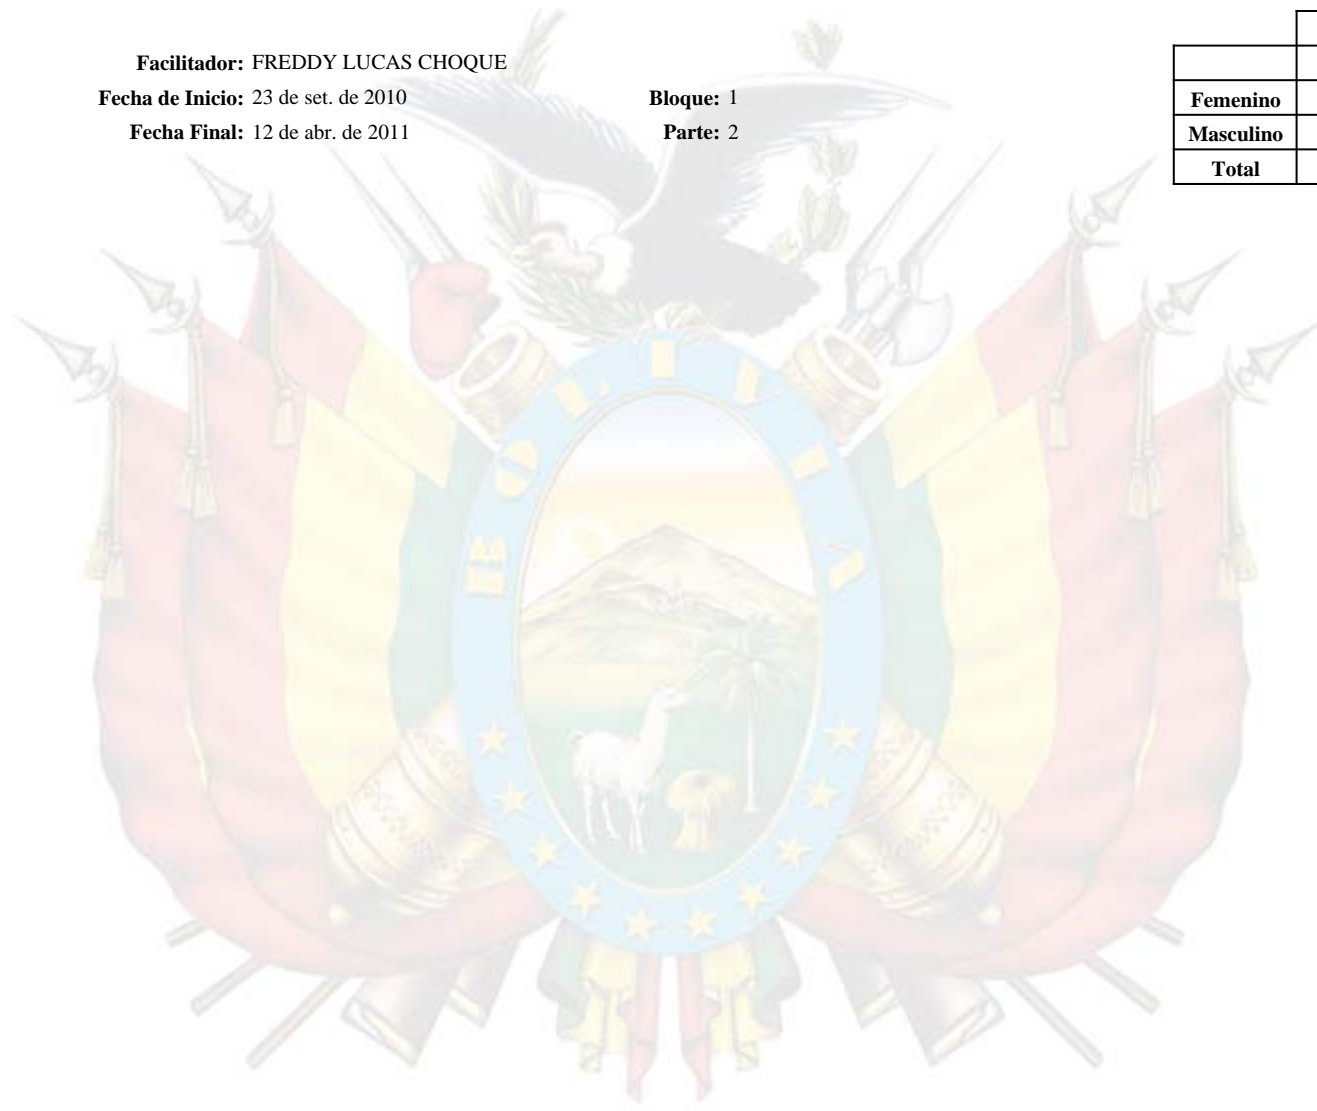 Facilitador: FREDDY LUCAS CHOQUE
Fecha de Inicio: 23 de set. de 2010 Bloque: 1
Fecha Final: 12 de abr. de 2011 Parte: 2
Femenino
Masculino
Total
BOLIVIA